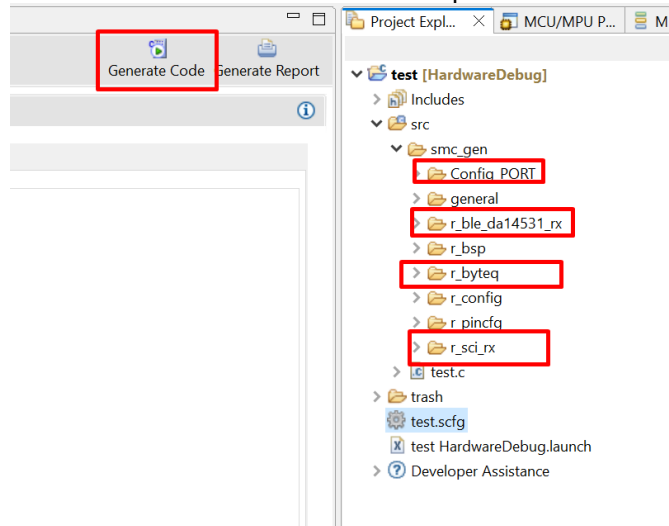 Generate Code
Generate Report
Project Expl...
MCU/MPU P...
M
test [HardwareDebug]
Includes
src
smc_gen
Config_PORT
general
r_ble_da14531_rx
r_bsp
r_byteq
r_config
r_pincfg
r_sci_rx
test.c
trash
test.scfg
test HardwareDebug.launch
Developer Assistance